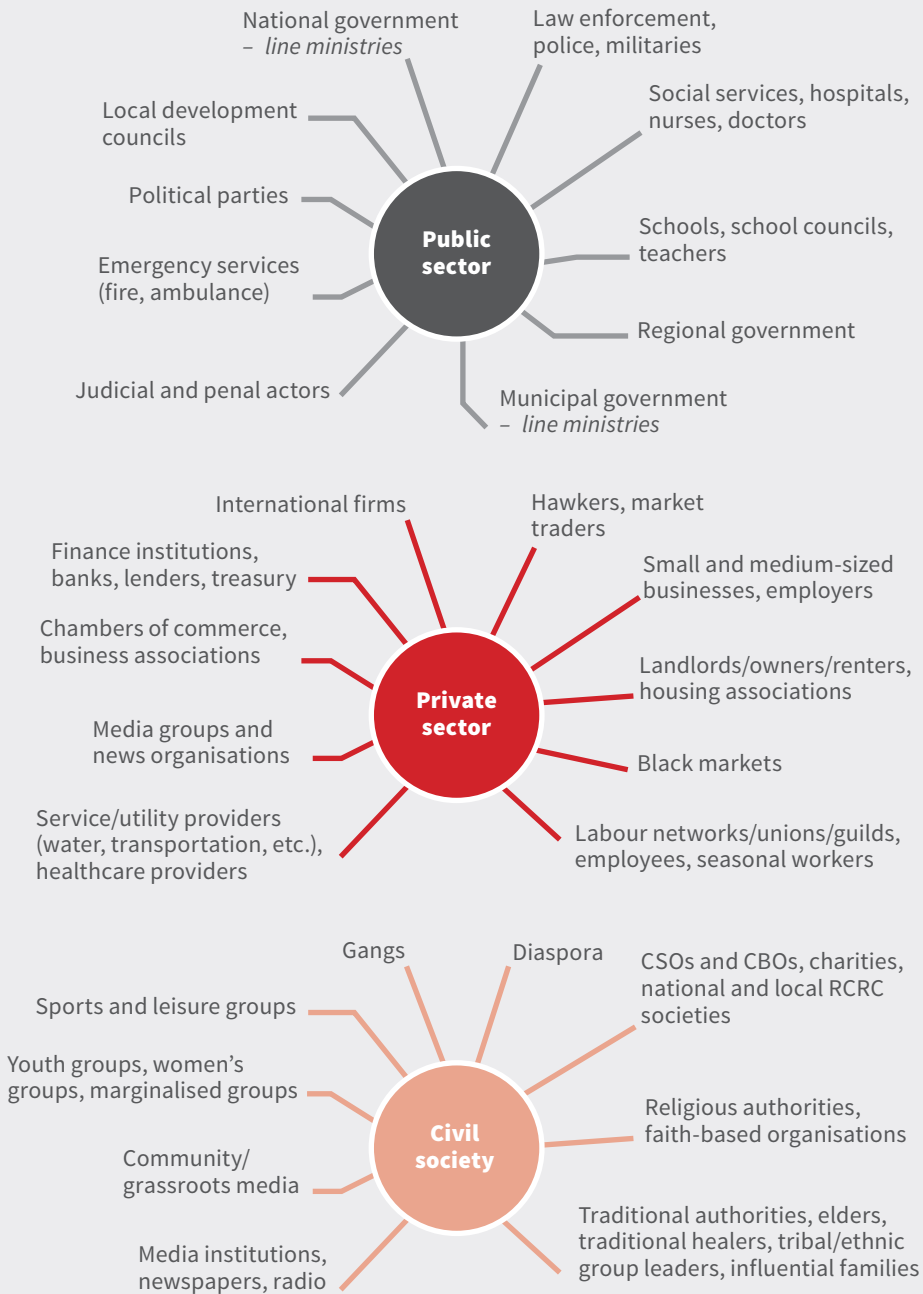 National government
– line ministries
Law enforcement,
police, militaries
Local development
councils
Social services, hospitals,
nurses, doctors
Political parties
Public
sector
Schools, school councils,
teachers
Emergency services
(fire, ambulance)
Regional government
Judicial and penal actors
Municipal government
– line ministries
International firms
Hawkers, market
traders
Finance institutions,
banks, lenders, treasury
Small and medium-sized
businesses, employers
Chambers of commerce,
business associations
Private
sector
Landlords/owners/renters,
housing associations
Media groups and
news organisations
Black markets
Service/utility providers
(water, transportation, etc.),
healthcare providers
Labour networks/unions/guilds,
employees, seasonal workers
Gangs
Diaspora
CSOs and CBOs, charities,
national and local RCRC
societies
Sports and leisure groups
Youth groups, women's
groups, marginalised groups
Civil
society
Religious authorities,
faith-based organisations
Community/
grassroots media
Media institutions,
newspapers, radio
Traditional authorities, elders,
traditional healers, tribal/ethnic
group leaders, influential families